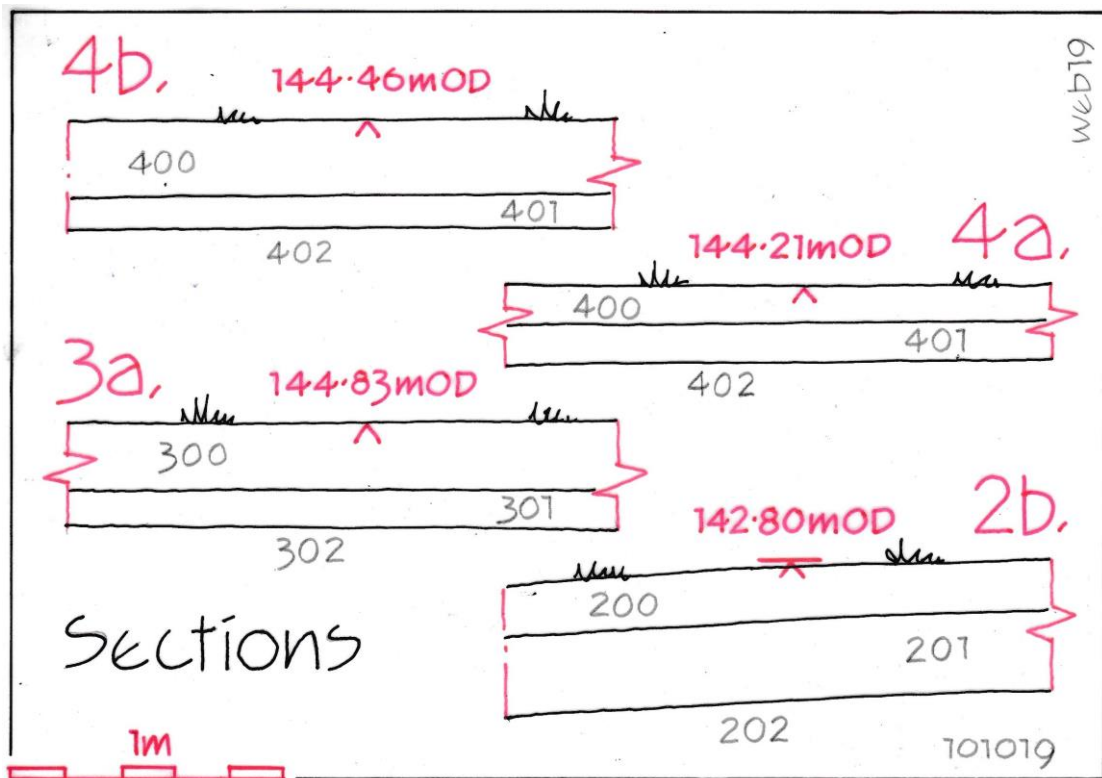 4b.
144.46mOD
400
401
402
web19
4a.
144.21mOD
400
401
402
3a.
144.83mOD
300
301
302
2b.
142.80mOD
200
201
202
Sections
1m
101019